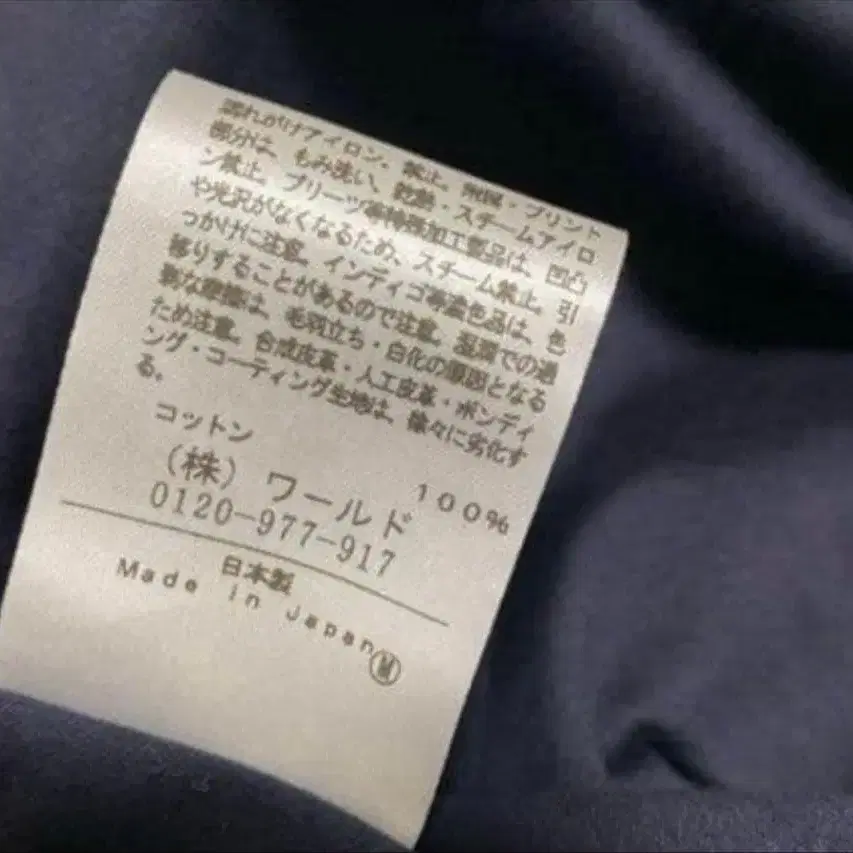 濡れがけアイロン、禁止。樹脂・プリント
部分は、もみ洗い、乾熱・スチームアイロ
ン禁止。プリーツ等特殊加工製品は、凹凸
や光沢がなくなるため、スチーム禁止。引
っかけに注意。インディゴ等濃色品は、色
移りすることがあるので注意。湿潤での過
剰な摩擦は、毛羽立ち・白化の原因となる
ため注意。合成皮革・人工皮革・ボンディ
ング・コーティング生地は、徐々に劣化す
る。
コットン 100%
(株) ワールド
0120-977-917
日本製
Made in Japan
M